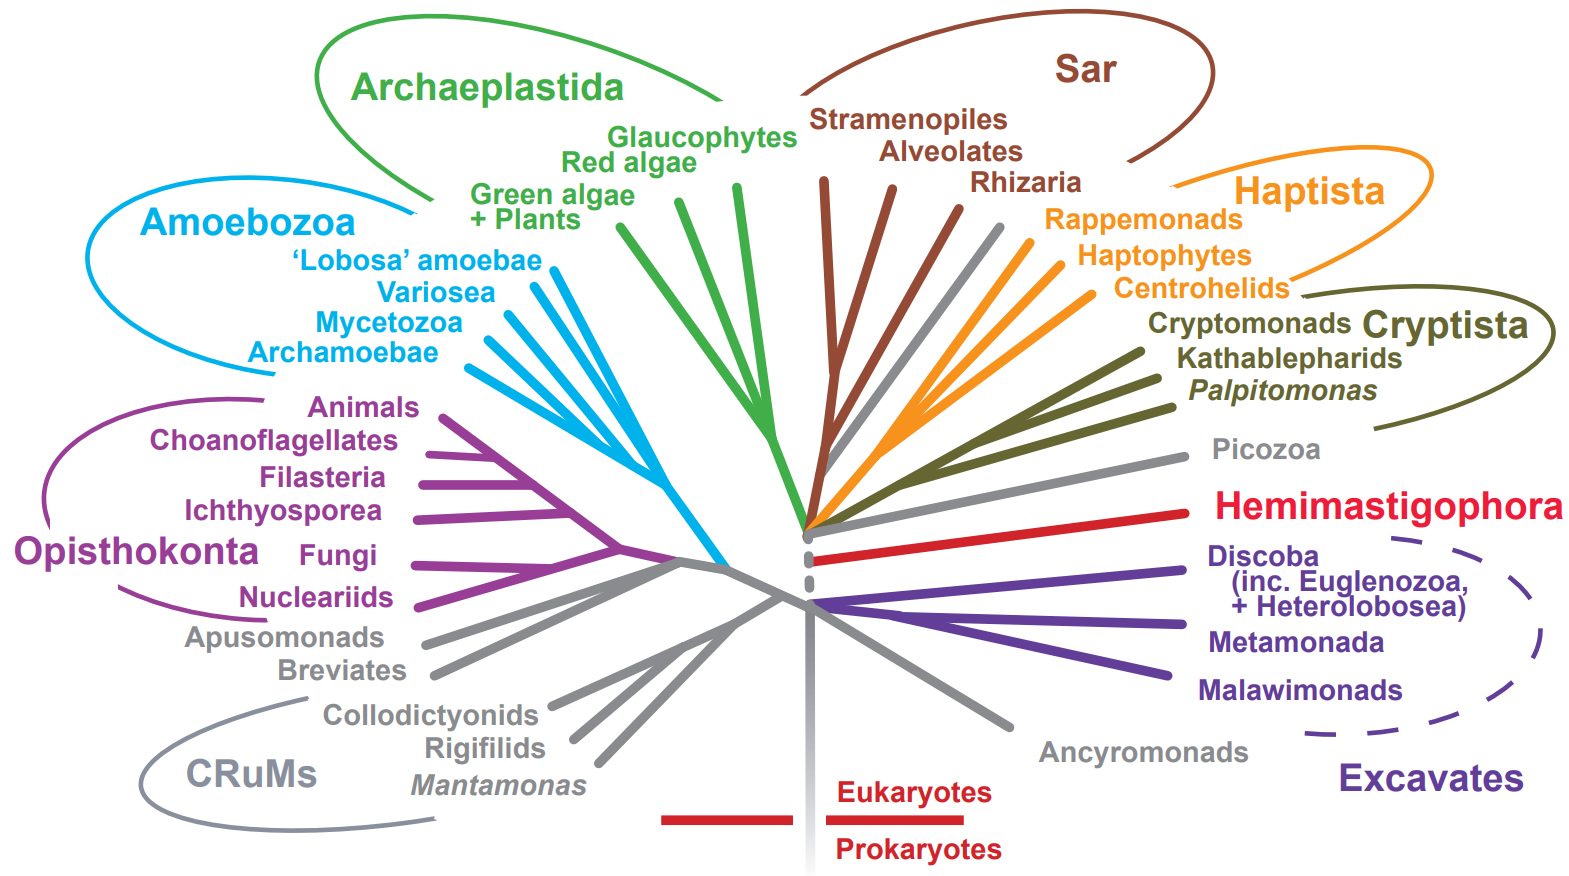 Archaeplastida
Glaucophytes
Red algae
Green algae
+ Plants
Sar
Stramenopiles
Alveolates
Rhizaria
Haptista
Rappemonads
Haptophytes
Centrohelids
Cryptista
Cryptomonads
Kathablepharids
Palpitomonas
Picozoa
Hemimastigophora
Discoba
(inc. Euglenozoa,
+ Heterolobosea)
Metamonada
Malawimonads
Excavates
Ancyromonads
Amoebozoa
‘Lobosa’ amoebae
Variosea
Mycetozoa
Archamoebae
Animals
Choanoflagellates
Filasteria
Ichthyosporea
Opisthokonta
Fungi
Nucleariids
Apusomonads
Breviates
Collodictyonids
Rigifilids
Mantamonas
CRuMs
Eukaryotes
Prokaryotes